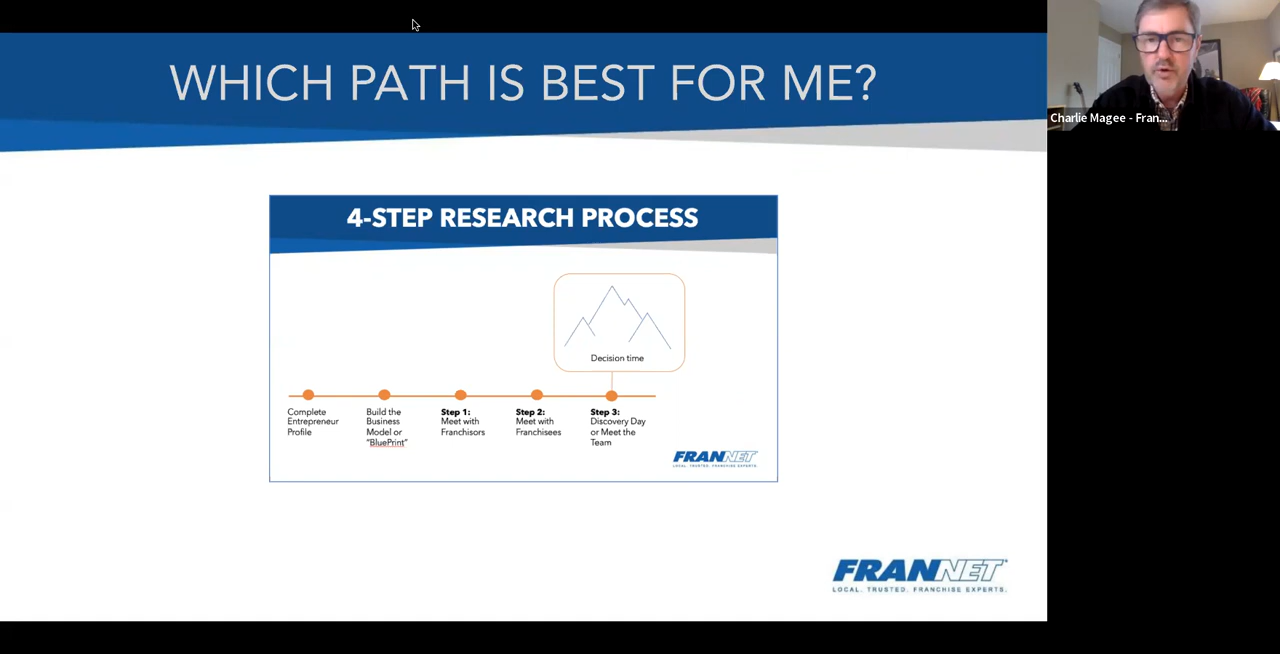 WHICH PATH IS BEST FOR ME?
Charlie Magee - Fran...
4-STEP RESEARCH PROCESS
Decision time
Complete
Entrepreneur
Profile
Build the
Business
Model or
“BluePrint”
Step 1:
Meet with
Franchisors
Step 2:
Meet with
Franchisees
Step 3:
Discovery Day
or Meet the
Team
FRANNET
LOCAL. TRUSTED. FRANCHISE EXPERTS.
FRANNET
LOCAL. TRUSTED. FRANCHISE EXPERTS.